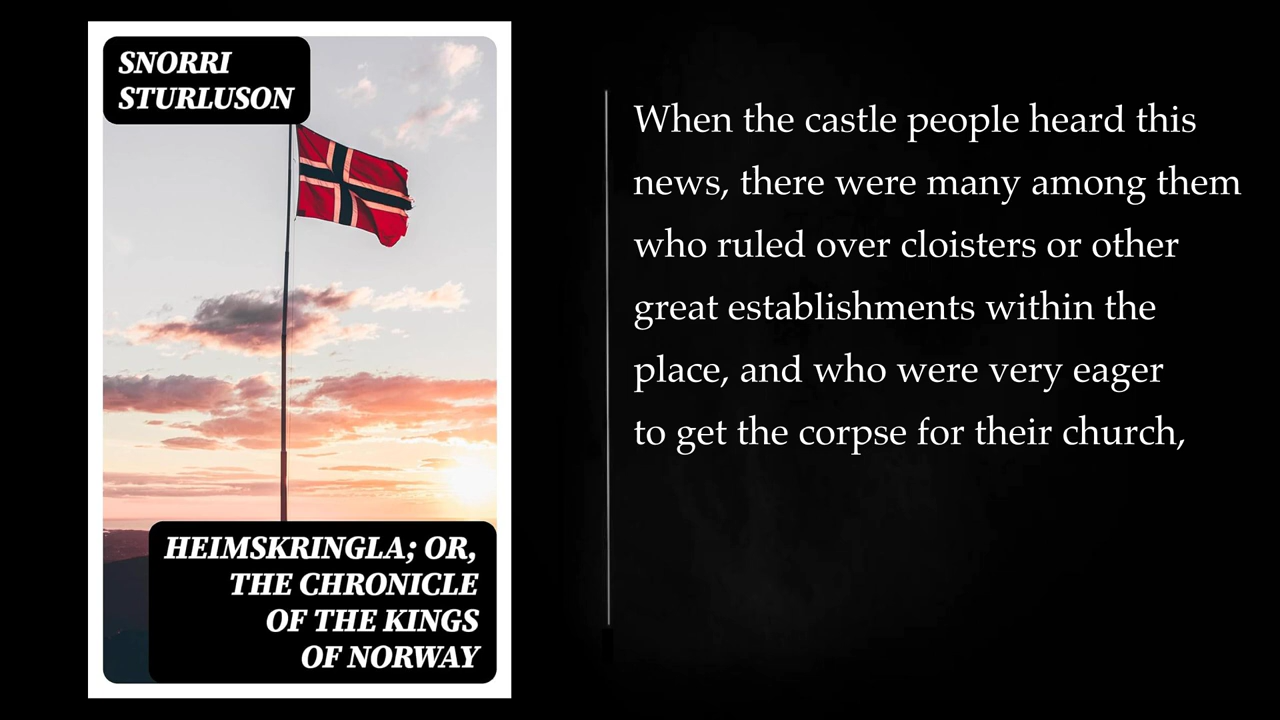 SNORRI
STURLUSON
HEIMSKRINGLA; OR,
THE CHRONICLE
OF THE KINGS
OF NORWAY
When the castle people heard this
news, there were many among them
who ruled over cloisters or other
great establishments within the
place, and who were very eager
to get the corpse for their church,